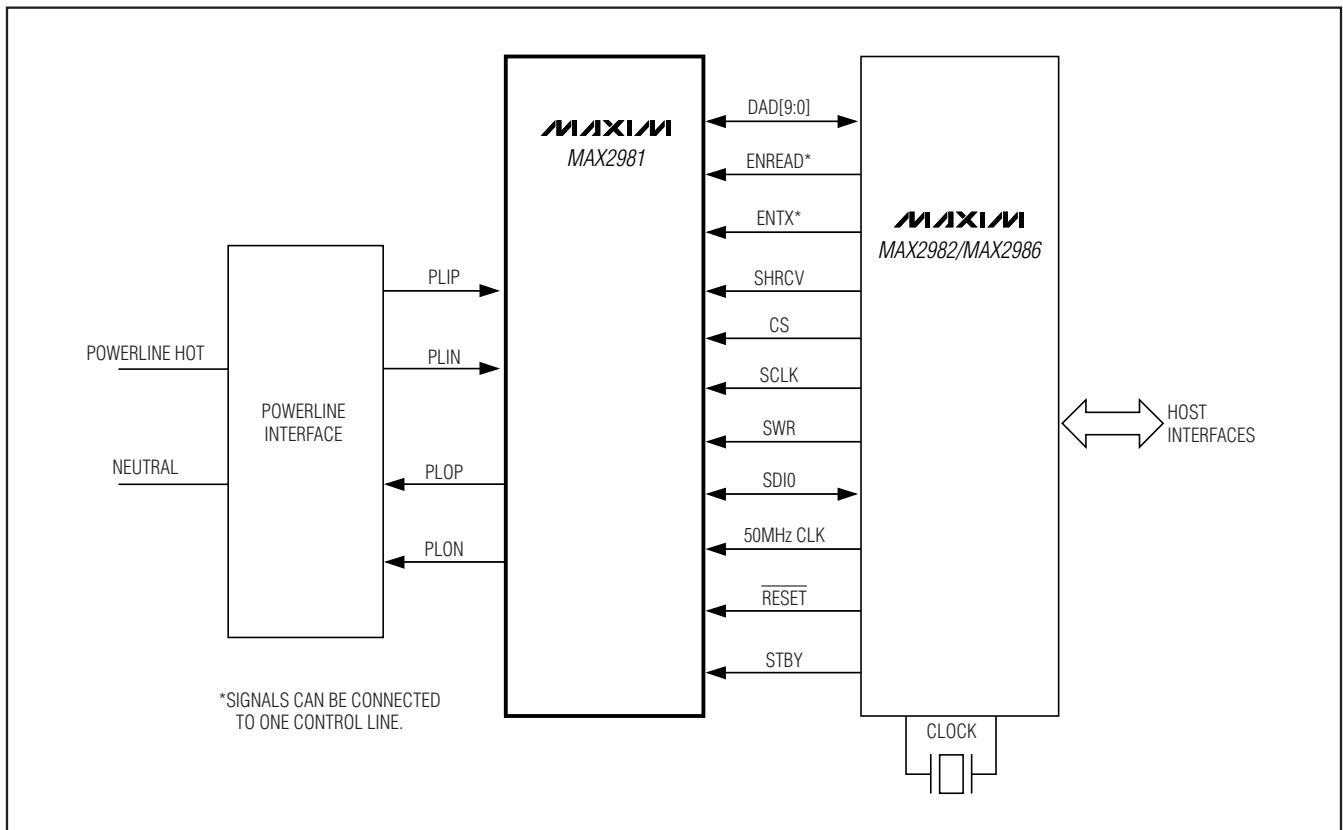 MAXIM
MAX2981
MAXIM
MAX2982/MAX2986
DAD[9:0]
ENREAD*
ENTX*
SHRCV
CS
SCLK
SWR
SDI0
50MHz CLK
RESET
STBY
PLIP
PLIN
PLOP
PLON
POWERLINE HOT
NEUTRAL
POWERLINE
INTERFACE
HOST
INTERFACES
CLOCK
*SIGNALS CAN BE CONNECTED
TO ONE CONTROL LINE.